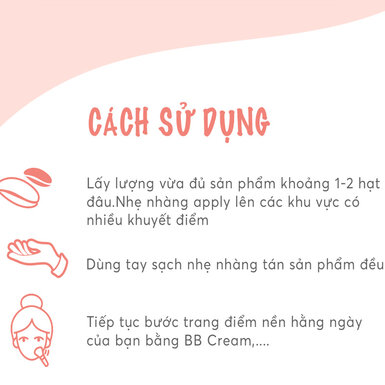 CÁCH SỬ DỤNG
Lấy lượng vừa đủ sản phẩm khoảng 1-2 hạt
đâu.Nhẹ nhàng apply lên các khu vực có
nhiều khuyết điểm
Dùng tay sạch nhẹ nhàng tán sản phẩm đều
Tiếp tục bước trang điểm nền hằng ngày
của bạn bằng BB Cream,....